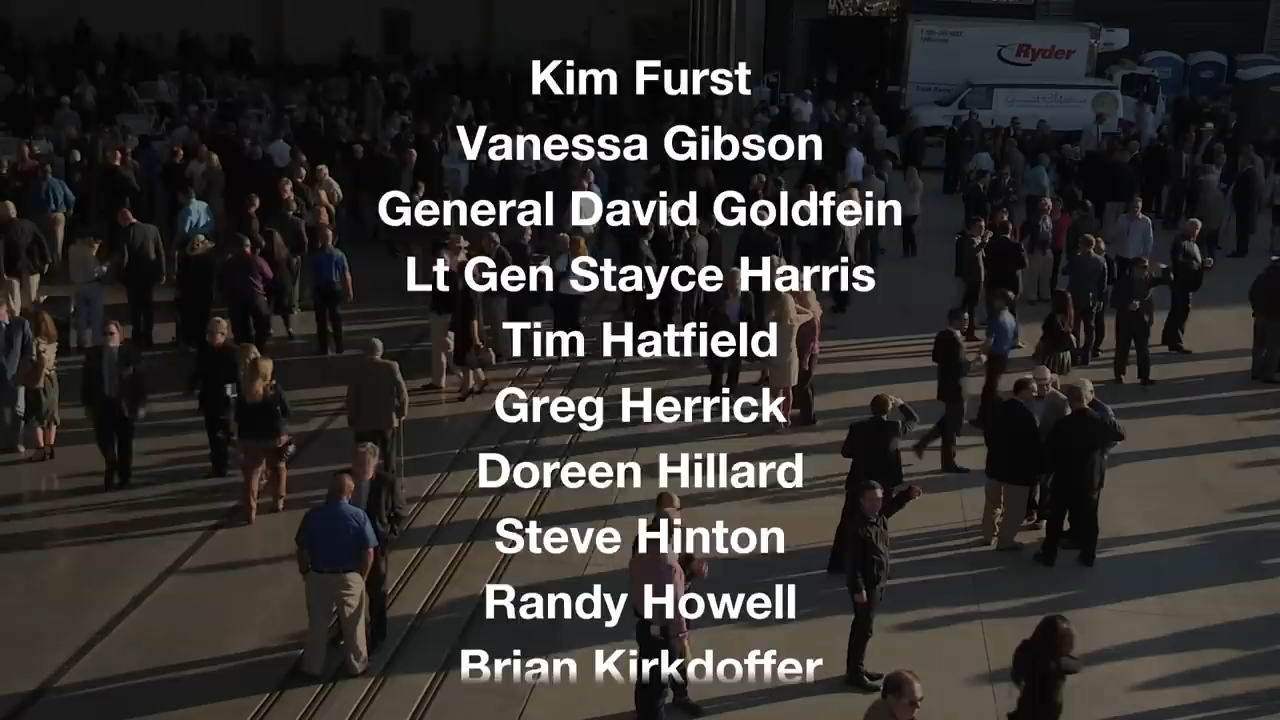 Ryder
Kim Furst
Vanessa Gibson
General David Goldfein
Lt Gen Stayce Harris
Tim Hatfield
Greg Herrick
Doreen Hillard
Steve Hinton
Randy Howell
Brian Kirkdoffer